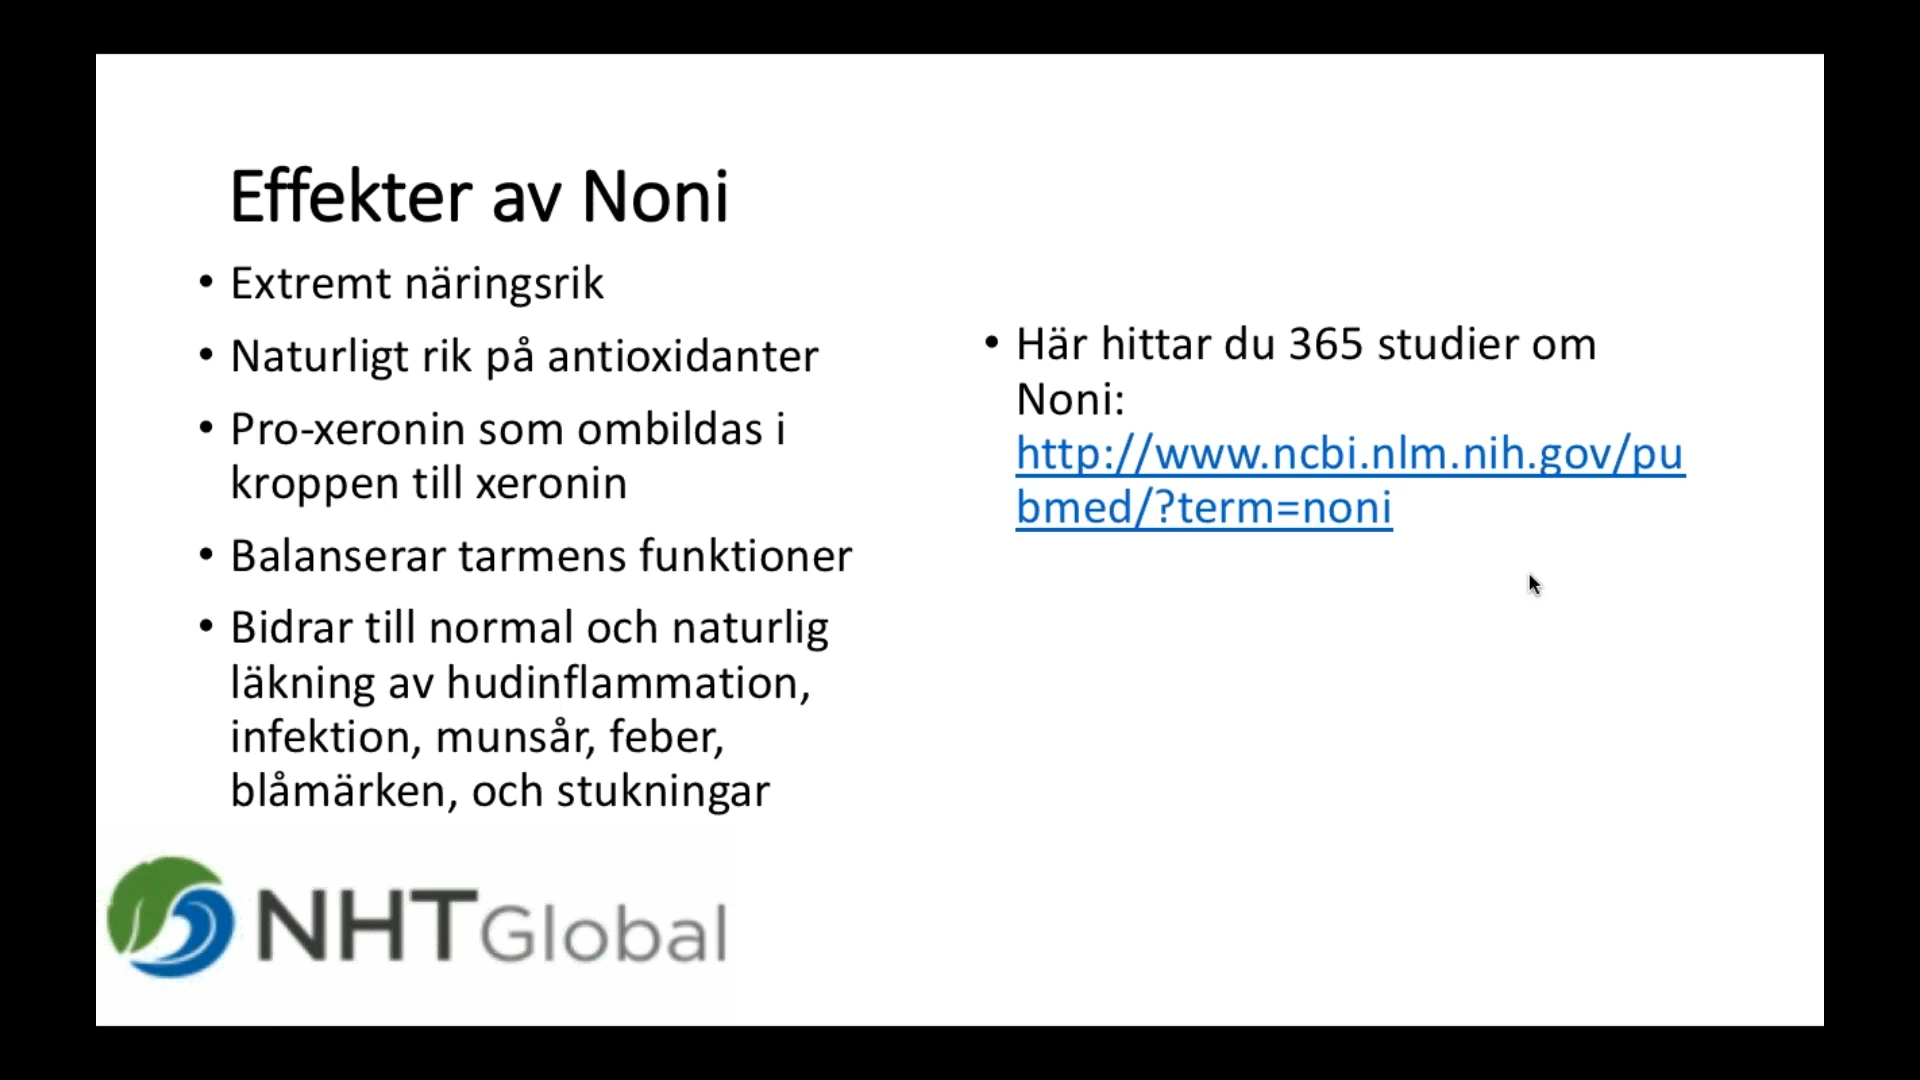 Effekter av Noni
• Extremt näringsrik
• Naturligt rik på antioxidanter
• Pro-xeronin som ombildas i
kroppen till xeronin
• Balanserar tarmens funktioner
• Bidrar till normal och naturlig
läkning av hudinflammation,
infektion, munsår, feber,
blåmärken, och stukningar
• Här hittar du 365 studier om
Noni:
http://www.ncbi.nlm.nih.gov/pu
bmed/?term=noni
NHT Global